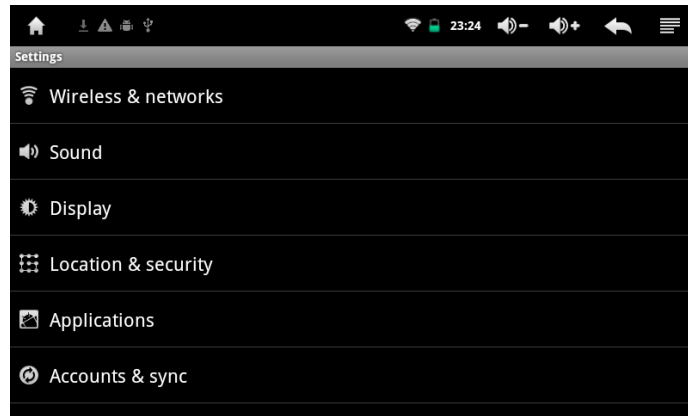 23:24
Settings
Wireless & networks
Sound
Display
Location & security
Applications
Accounts & sync